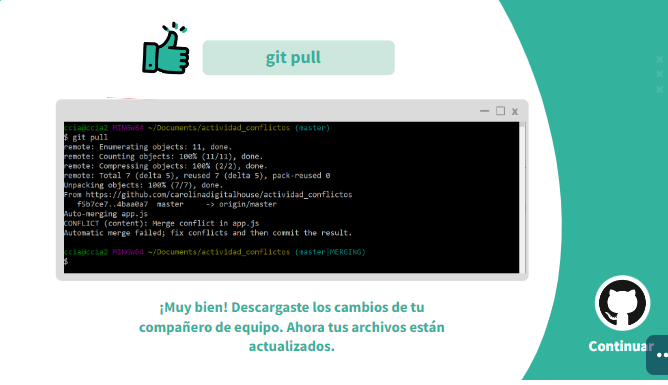 git pull
ccia@ccia2 MINGW64 ~/Documents/actividad_conflictos (master)
$ git pull
remote: Enumerating objects: 11, done.
remote: Counting objects: 100% (11/11), done.
remote: Compressing objects: 100% (2/2), done.
remote: Total 7 (delta 5), reused 7 (delta 5), pack-reused 0
Unpacking objects: 100% (7/7), done.
From https://github.com/carolinadigitalhouse/actividad_conflictos
f5b7ce7..4baa0a7 master -> origin/master
Auto-merging app.js
CONFLICT (content): Merge conflict in app.js
Automatic merge failed; fix conflicts and then commit the result.
ccia@ccia2 MINGW64 ~/Documents/actividad_conflictos (master|MERGING)
$
¡Muy bien! Descargaste los cambios de tu
compañero de equipo. Ahora tus archivos están
actualizados.
Continuar